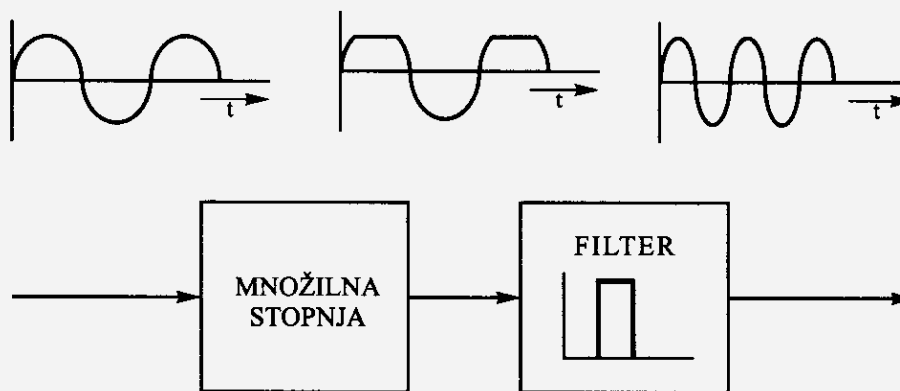 t
t
t
MNOŽILNA
STOPNJA
FILTER